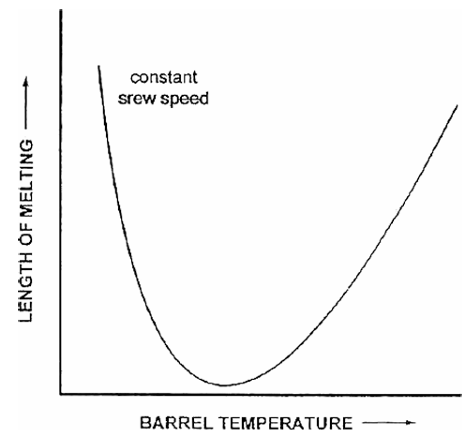 constant
srew speed
LENGTH OF MELTING
BARREL TEMPERATURE